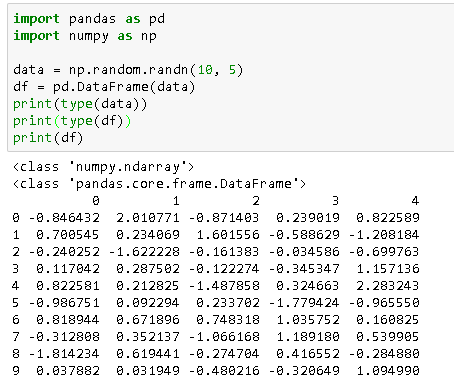 import pandas as pd
import numpy as np
data = np.random.randn(10, 5)
df = pd.DataFrame(data)
print(type(data))
print(type(df))
print(df)
<class 'numpy.ndarray'>
<class 'pandas.core.frame.DataFrame'>
0 1 2 3 4
0 -0.846432 2.010771 -0.871403 0.239019 0.822589
1 0.700545 0.234069 1.601556 -0.588629 -1.208184
2 -0.240252 -1.622228 -0.161383 -0.034586 -0.699763
3 0.117042 0.287502 -0.122274 -0.345347 1.157136
4 0.822581 0.212825 -1.487858 0.324663 2.283243
5 -0.986751 0.092294 0.233702 -1.779424 -0.965550
6 0.818944 0.671896 0.748318 1.035752 0.160825
7 -0.312808 0.352137 -1.066168 1.189180 0.539905
8 -1.814234 0.619441 -0.274704 0.416552 -0.284880
9 0.037882 0.031949 -0.480216 -0.320649 1.094990